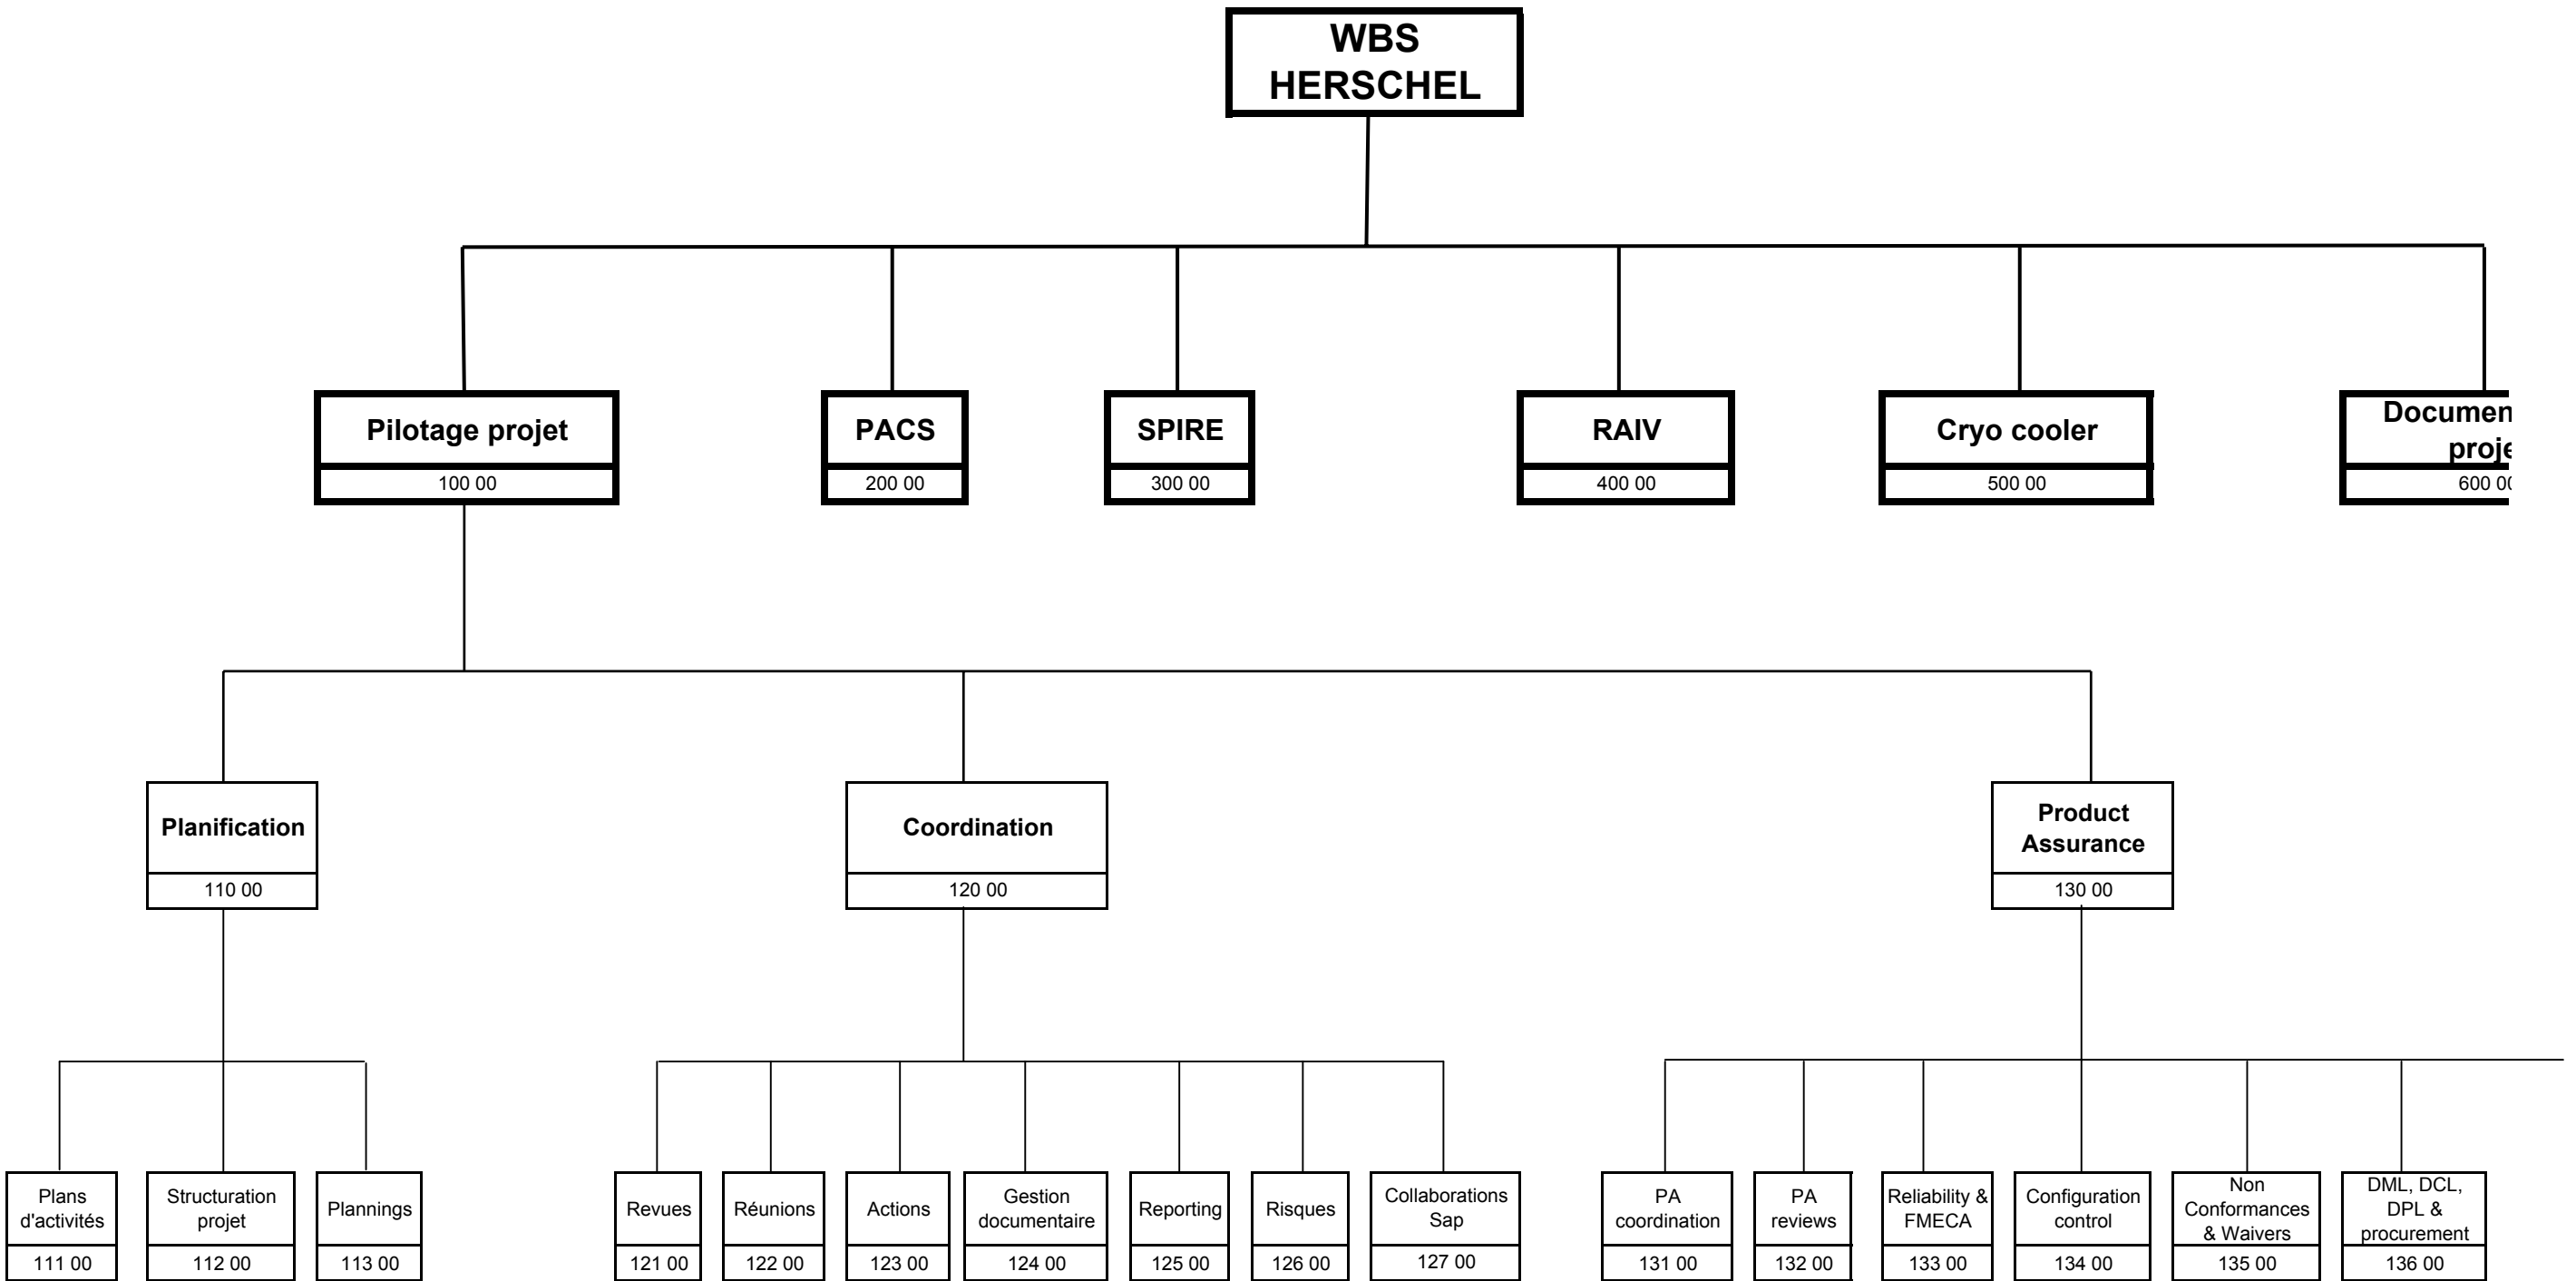 WBS
HERSCHEL
Pilotage projet
100 00
PACS
200 00
SPIRE
300 00
RAIV
400 00
Cryo cooler
500 00
Documen
proje
600 00
Planification
110 00
Coordination
120 00
Product
Assurance
130 00
Plans
d'activités
111 00
Structuration
projet
112 00
Plannings
113 00
Revues
121 00
Réunions
122 00
Actions
123 00
Gestion
documentaire
124 00
Reporting
125 00
Risques
126 00
Collaborations
Sap
127 00
PA
coordination
131 00
PA
reviews
132 00
Reliability &
FMECA
133 00
Configuration
control
134 00
Non
Conformances
& Waivers
135 00
DML, DCL,
DPL &
procurement
136 00